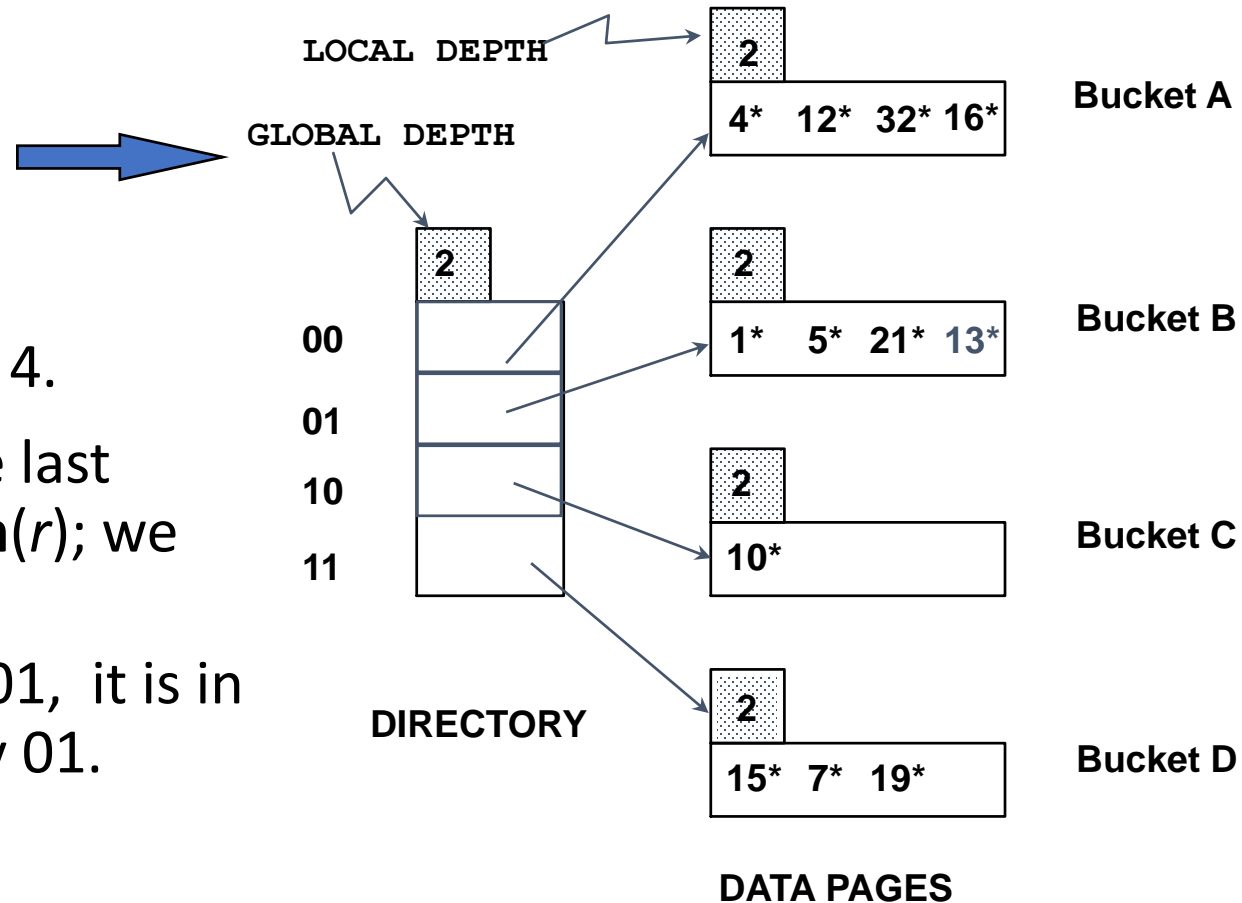 LOCAL DEPTH
2
Bucket A
4* 12* 32* 16*
GLOBAL DEPTH
2
2
Bucket B
1* 5* 21* 13*
00
4.
01
e last
10
2
n(r); we
Bucket C
10*
11
01, it is in
y 01.
DIRECTORY
2
Bucket D
15* 7* 19*
DATA PAGES